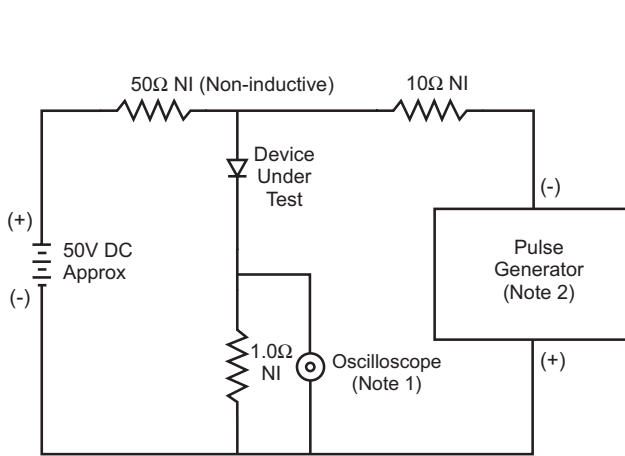 50Ω NI (Non-inductive)
10Ω NI
Device
Under
Test
(-)
(+)
50V DC
Approx
(-)
Pulse
Generator
(Note 2)
1.0Ω
NI
Oscilloscope
(Note 1)
(+)